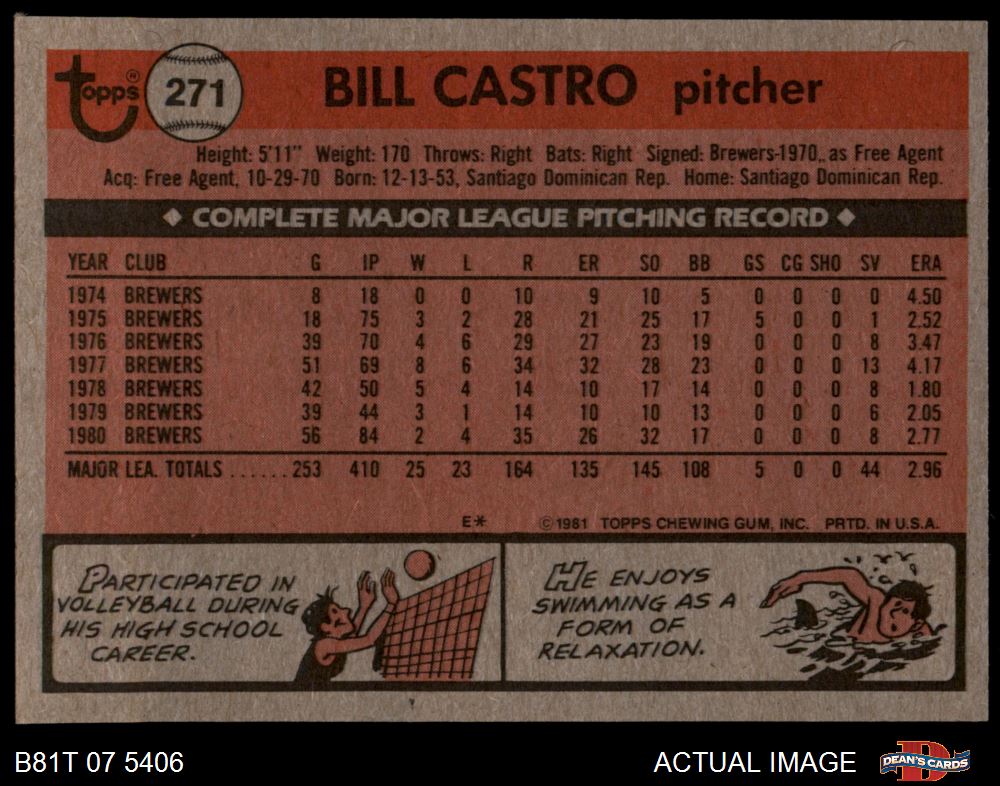 topps® 271 BILL CASTRO pitcher
Height: 5'11" Weight: 170 Throws: Right Bats: Right Signed: Brewers-1970, as Free Agent
Acq: Free Agent, 10-29-70 Born: 12-13-53, Santiago Dominican Rep. Home: Santiago Dominican Rep.
◆ COMPLETE MAJOR LEAGUE PITCHING RECORD ◆
YEAR CLUB G IP W L R ER SO BB GS CG SHO SV ERA
1974 BREWERS 8 18 0 0 10 9 10 5 0 0 0 0 4.50
1975 BREWERS 18 75 3 2 28 21 25 17 5 0 0 1 2.52
1976 BREWERS 39 70 4 6 29 27 23 19 0 0 0 8 3.47
1977 BREWERS 51 69 8 6 34 32 28 23 0 0 0 13 4.17
1978 BREWERS 42 50 5 4 14 10 17 14 0 0 0 8 1.80
1979 BREWERS 39 44 3 1 14 10 10 13 0 0 0 6 2.05
1980 BREWERS 56 84 2 4 35 26 32 17 0 0 0 8 2.77
MAJOR LEA. TOTALS ......253 410 25 23 164 135 145 108 5 0 0 44 2.96
E* ©1981 TOPPS CHEWING GUM, INC. PRTD. IN U.S.A.
PARTICIPATED IN
VOLLEYBALL DURING
HIS HIGH SCHOOL
CAREER.
HE ENJOYS
SWIMMING AS A
FORM OF
RELAXATION.
B81T 07 5406 ACTUAL IMAGE DEAN'S CARDS